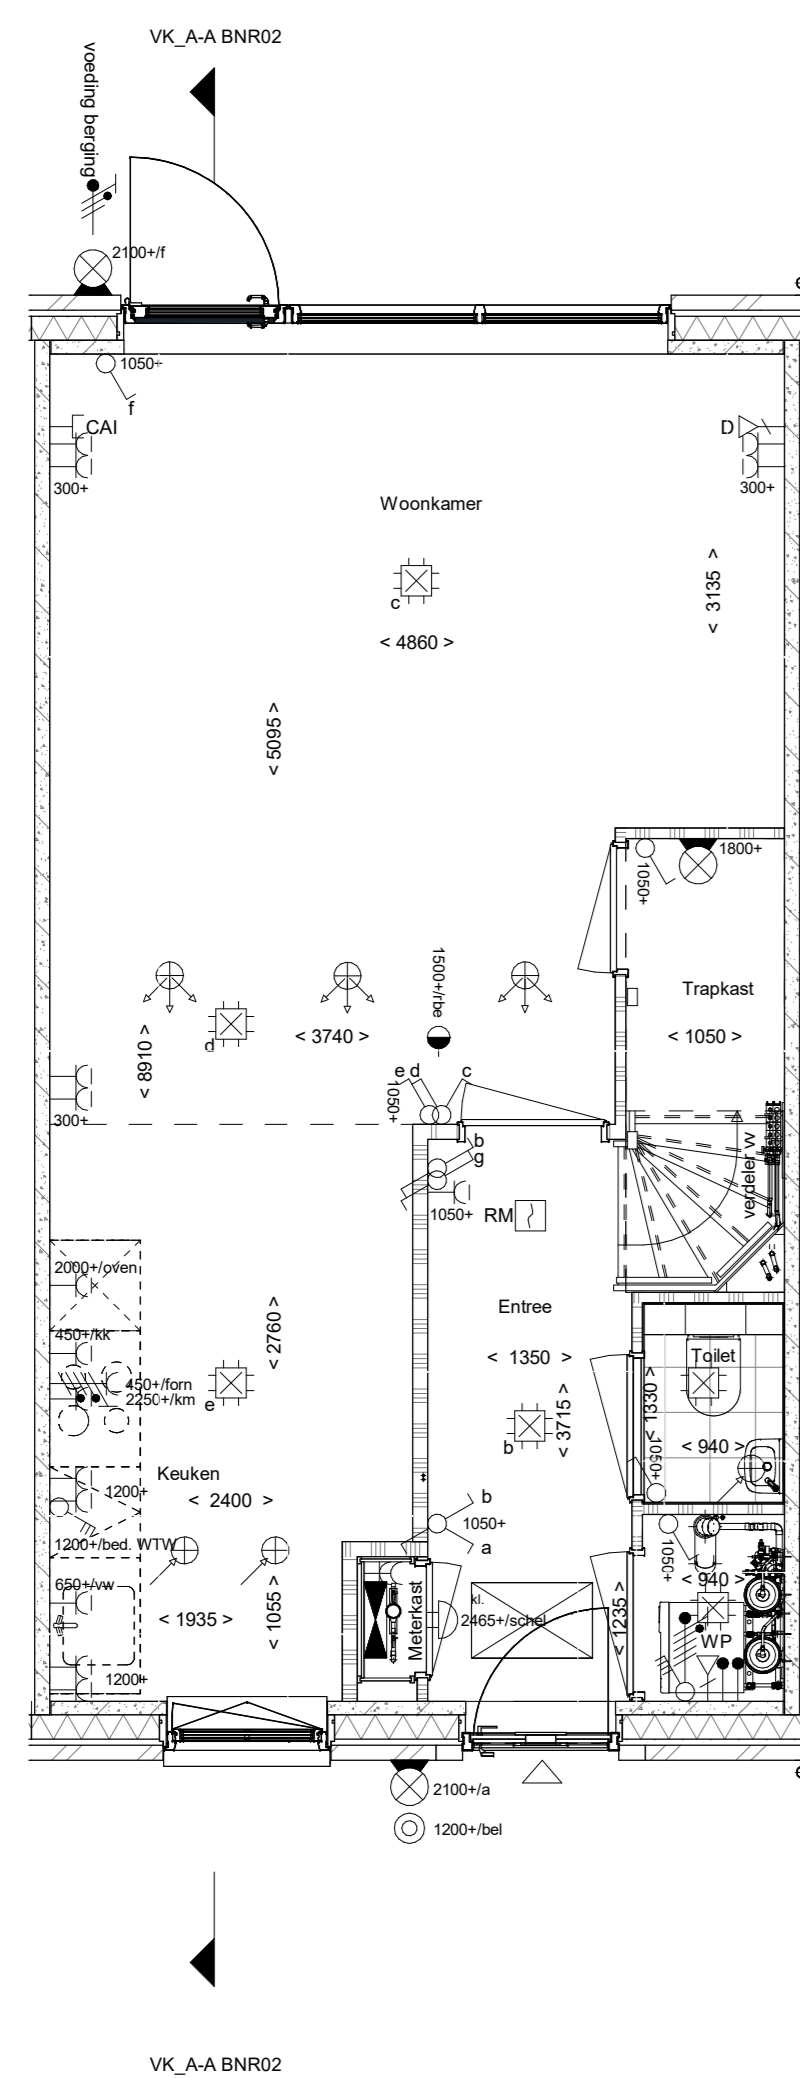 VK_A-A BNR02
voeding berging
2100+/f
1050+
f
CAI
D
300+
300+
Woonkamer
c
< 3135 >
< 4860 >
< 5095 >
1800+
1050+
1500+/rbe
Trapkast
d
< 3740 >
< 1050 >
< 8910 >
e d
c
1050+
300+
b
g
verdeler W
1050+
RM
2000+/oven
Entree
450+/kk
< 2760 >
< 1350 >
Toilet
450+/forn
2250+/km
e
< 1330 >
< 3715 >
b
< 940 >
1050+
Keuken
1200+
< 2400 >
b
1050+
a
1200+/bed. WTW
1050+
650+/vw
< 940 >
kl.
2465+/schel
Meterkast
< 1935 >
< 1055 >
< 1235 >
WP
1200+
2100+/a
1200+/bel
VK_A-A BNR02